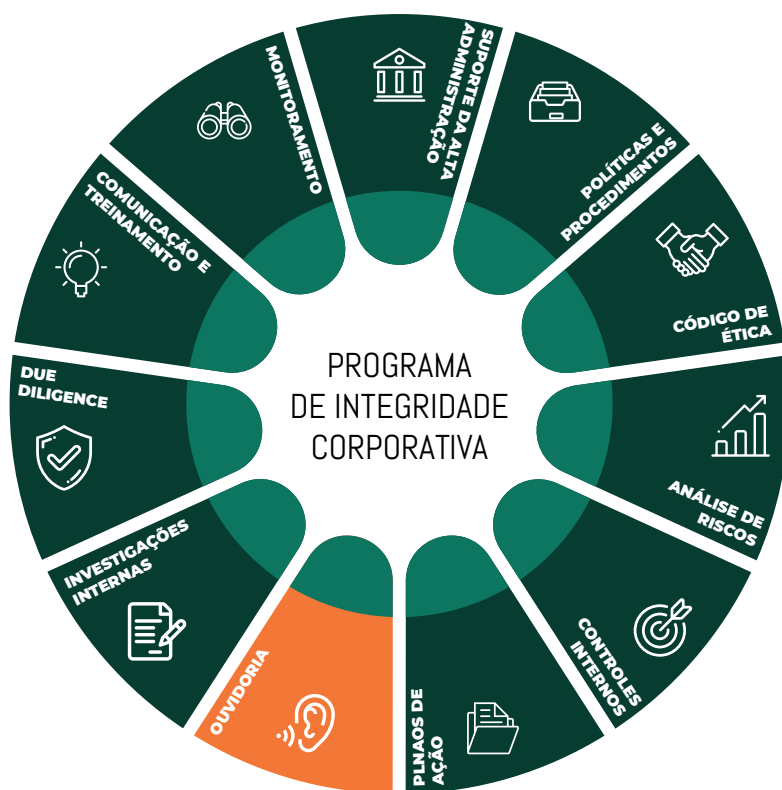 PROGRAMA
DE INTEGRIDADE
CORPORATIVA
SUPORTE DA ALTA
ADMINISTRAÇÃO
POLÍTICAS E
PROCEDIMENTOS
CÓDIGO DE
ÉTICA
ANÁLISE DE
RISCOS
CONTROLES
INTERNOS
PLNAOS DE
AÇÃO
OUVIDORIA
INVESTIGAÇÕES
INTERNAS
DUE
DILIGENCE
COMUNICAÇÃO E
TREINAMENTO
MONITORAMENTO